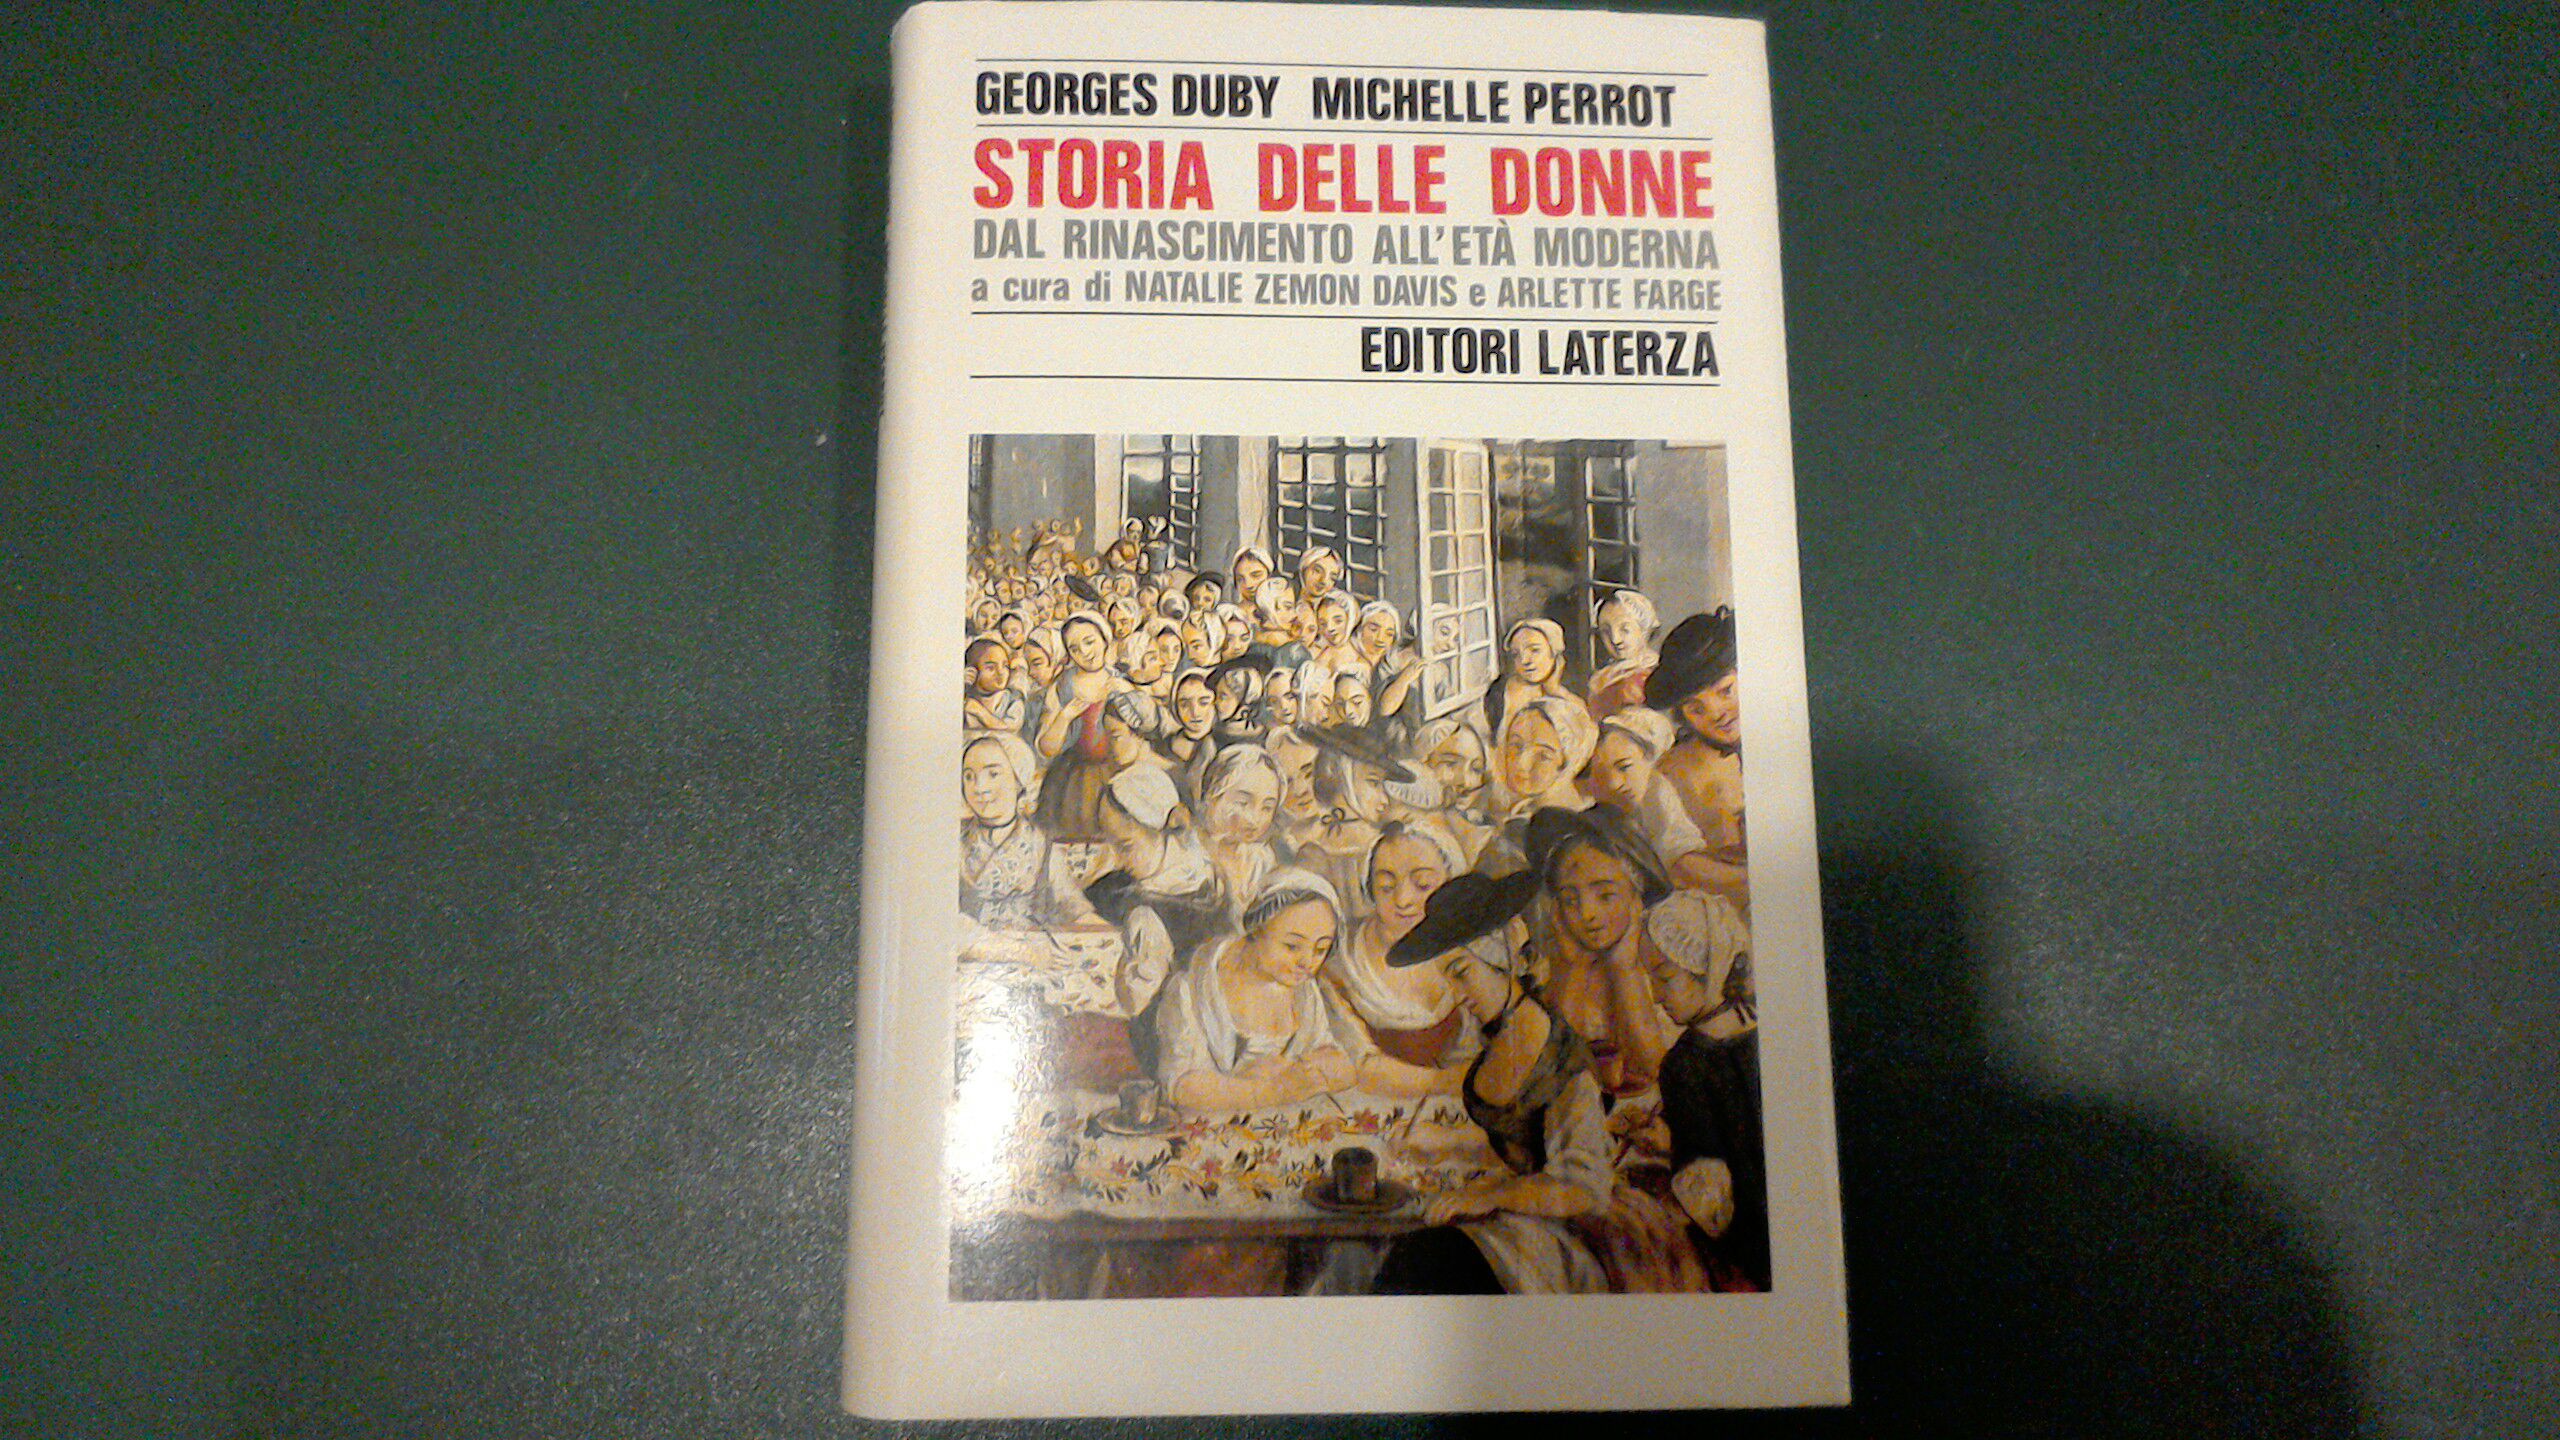 GEORGES DUBY MICHELLE PERROT
STORIA DELLE DONNE
DAL RINASCIMENTO ALL'ETÀ MODERNA
a cura di NATALIE ZEMON DAVIS e ARLETTE FARGE
EDITORI LATERZA